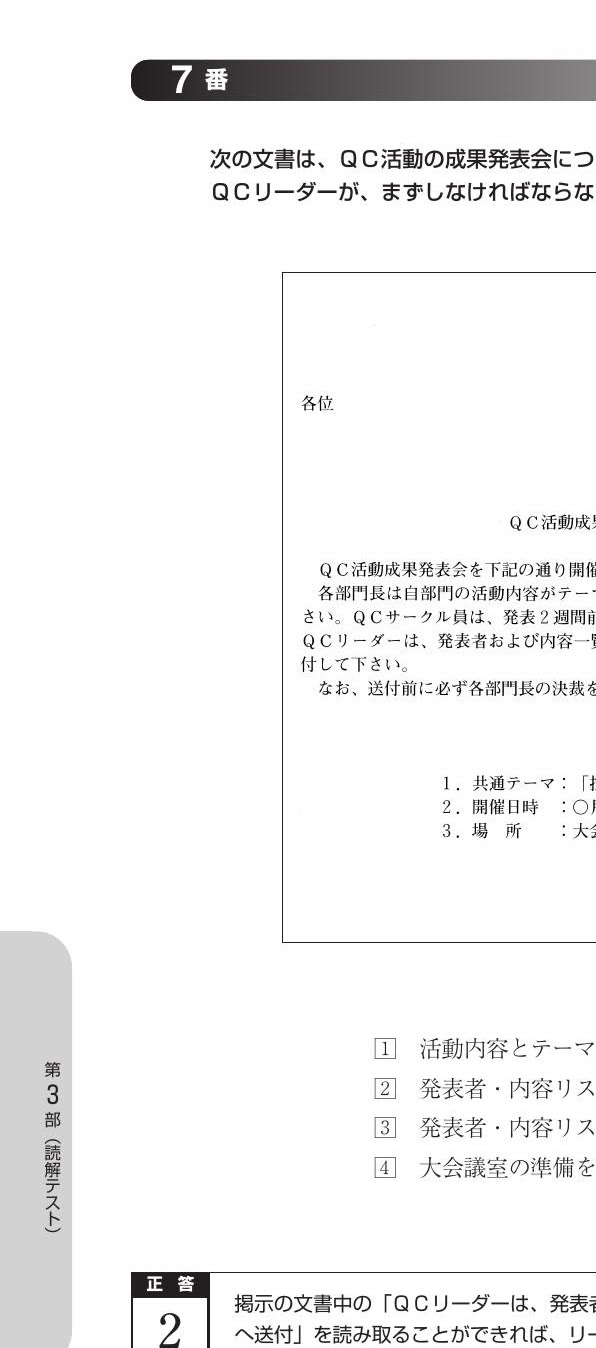 7 番
次の文書は、ＱＣ活動の成果発表会につ
ＱＣリーダーが、まずしなければならな
各位
ＱＣ活動成
ＱＣ活動成果発表会を下記の通り開催
各部門長は自部門の活動内容がテー
さい。ＱＣサークル員は、発表２週間前
ＱＣリーダーは、発表者および内容一覧
付して下さい。
なお、送付前に必ず各部門長の決裁を
１．共通テーマ：「
２．開催日時　：○月
３．場　所　　：大会
1 活動内容とテーマ
2 発表者・内容リス
3 発表者・内容リス
4 大会議室の準備を
第3部（読解テスト）
正 答
2
掲示の文書中の「ＱＣリーダーは、発表者
へ送付」を読み取ることができれば、リー